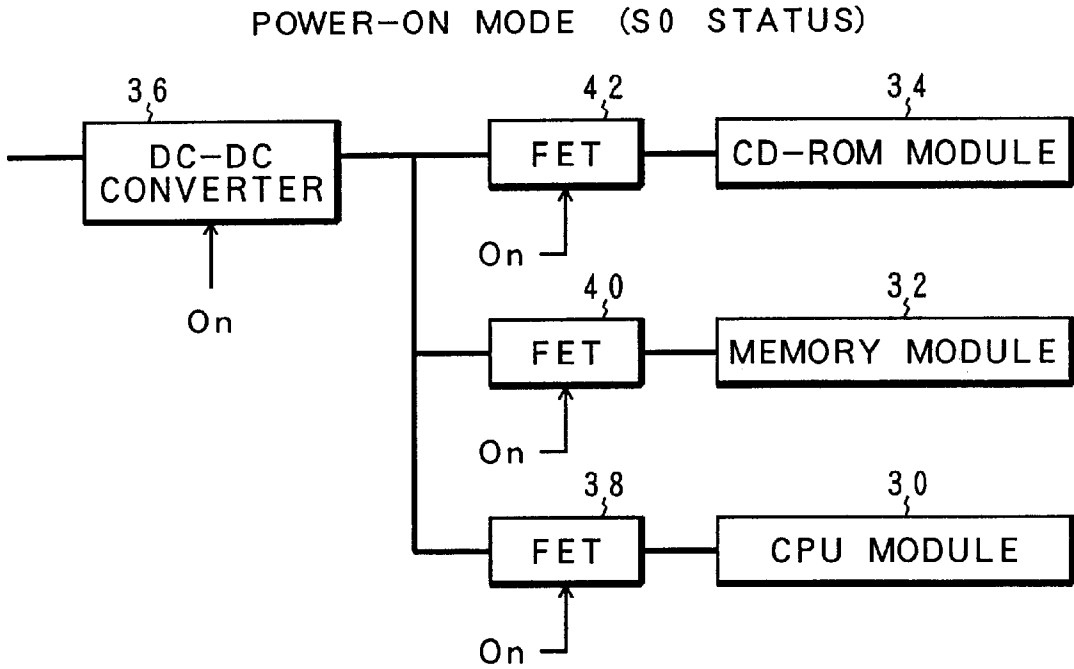 POWER-ON MODE (S0 STATUS)
36
42
34
DC-DC
CONVERTER
FET
CD-ROM MODULE
On
On
40
32
FET
MEMORY MODULE
On
38
30
FET
CPU MODULE
On